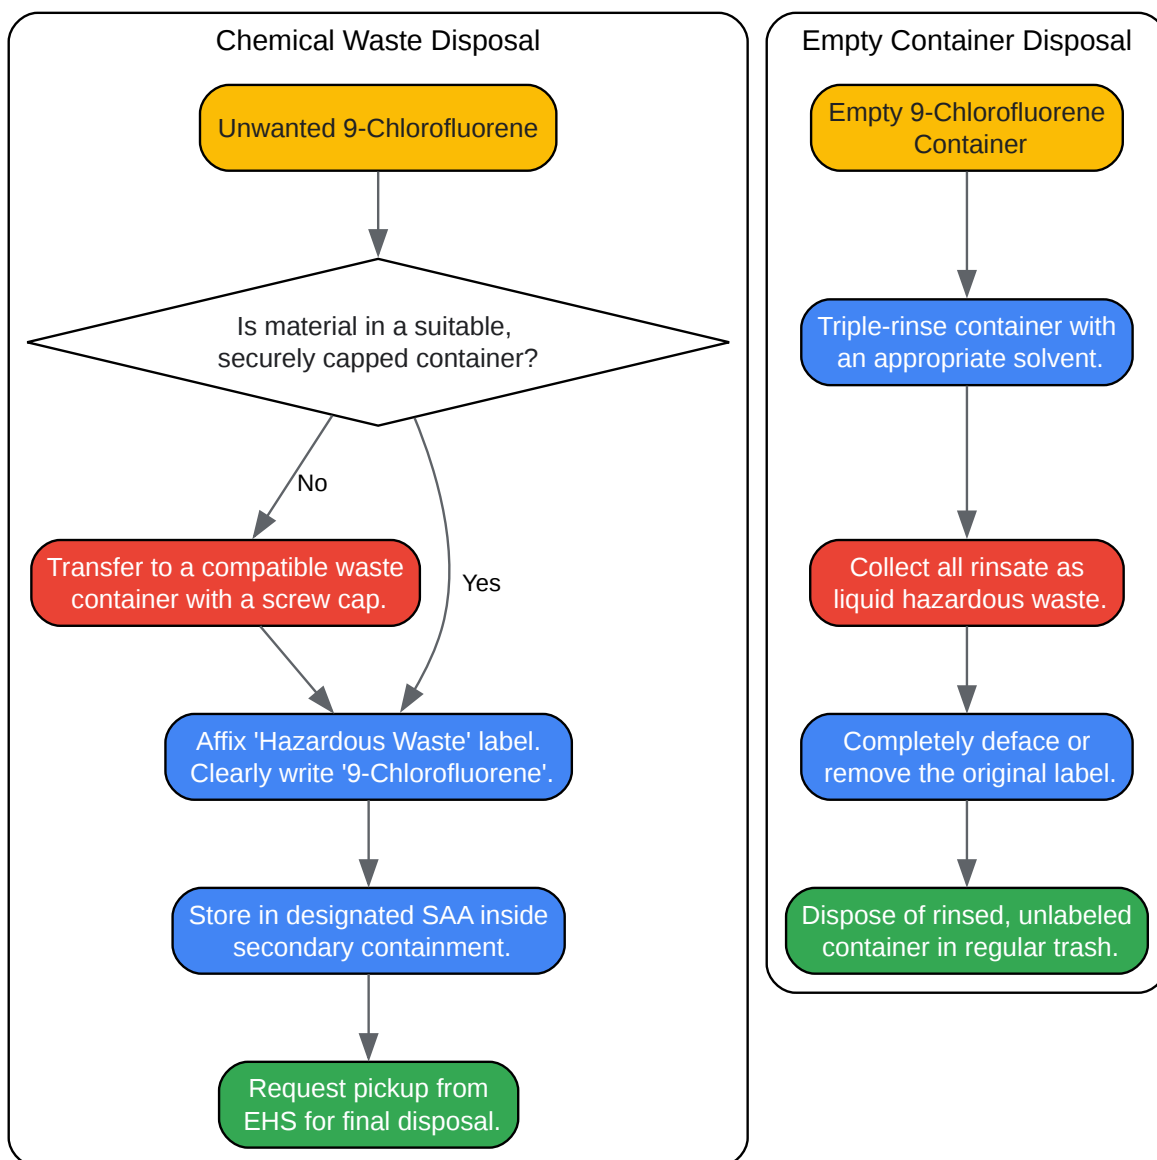 Chemical Waste Disposal
Unwanted 9-Chlorofluorene
Is material in a suitable,
securely capped container?
No
Yes
Transfer to a compatible waste
container with a screw cap.
Affix 'Hazardous Waste' label.
Clearly write '9-Chlorofluorene'.
Store in designated SAA inside
secondary containment.
Request pickup from
EHS for final disposal.
Empty Container Disposal
Empty 9-Chlorofluorene
Container
Triple-rinse container with
an appropriate solvent.
Collect all rinsate as
liquid hazardous waste.
Completely deface or
remove the original label.
Dispose of rinsed, unlabeled
container in regular trash.